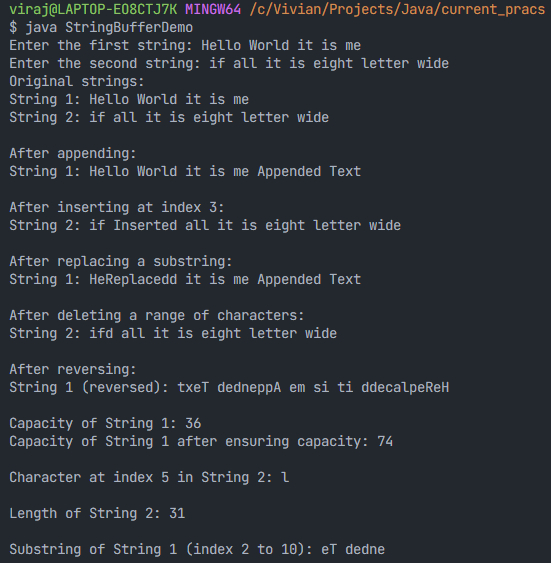 viraj@LAPTOP-EO8CTJ7K MINGW64 /c/Vivian/Projects/Java/current_pracs
$ java StringBufferDemo
Enter the first string: Hello World it is me
Enter the second string: if all it is eight letter wide
Original strings:
String 1: Hello World it is me
String 2: if all it is eight letter wide

After appending:
String 1: Hello World it is me Appended Text

After inserting at index 3:
String 2: if Inserted all it is eight letter wide

After replacing a substring:
String 1: HeReplacedd it is me Appended Text

After deleting a range of characters:
String 2: ifd all it is eight letter wide

After reversing:
String 1 (reversed): txeT dedneppA em si ti ddecalpeReH

Capacity of String 1: 36
Capacity of String 1 after ensuring capacity: 74

Character at index 5 in String 2: l

Length of String 2: 31

Substring of String 1 (index 2 to 10): eT dedne